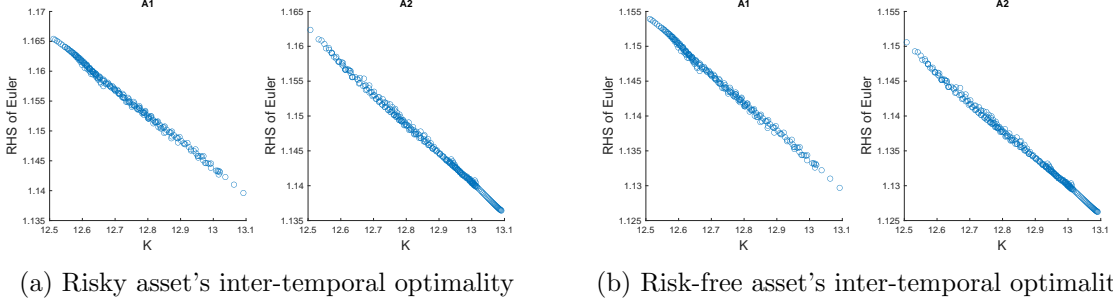 A1
A2
A1
A2
1.17
1.165
1.16
1.155
1.15
1.145
1.14
1.135
RHS of Euler
12.5 12.6 12.7 12.8 12.9 13 13.1
K
1.165
1.16
1.155
1.15
1.145
1.14
1.135
RHS of Euler
12.5 12.6 12.7 12.8 12.9 13 13.1
K
1.155
1.15
1.145
1.14
1.135
1.13
1.125
RHS of Euler
12.5 12.6 12.7 12.8 12.9 13 13.1
K
1.155
1.15
1.145
1.14
1.135
1.13
1.125
RHS of Euler
12.5 12.6 12.7 12.8 12.9 13 13.1
K
(a) Risky asset's inter-temporal optimality
(b) Risk-free asset's inter-temporal optimalit